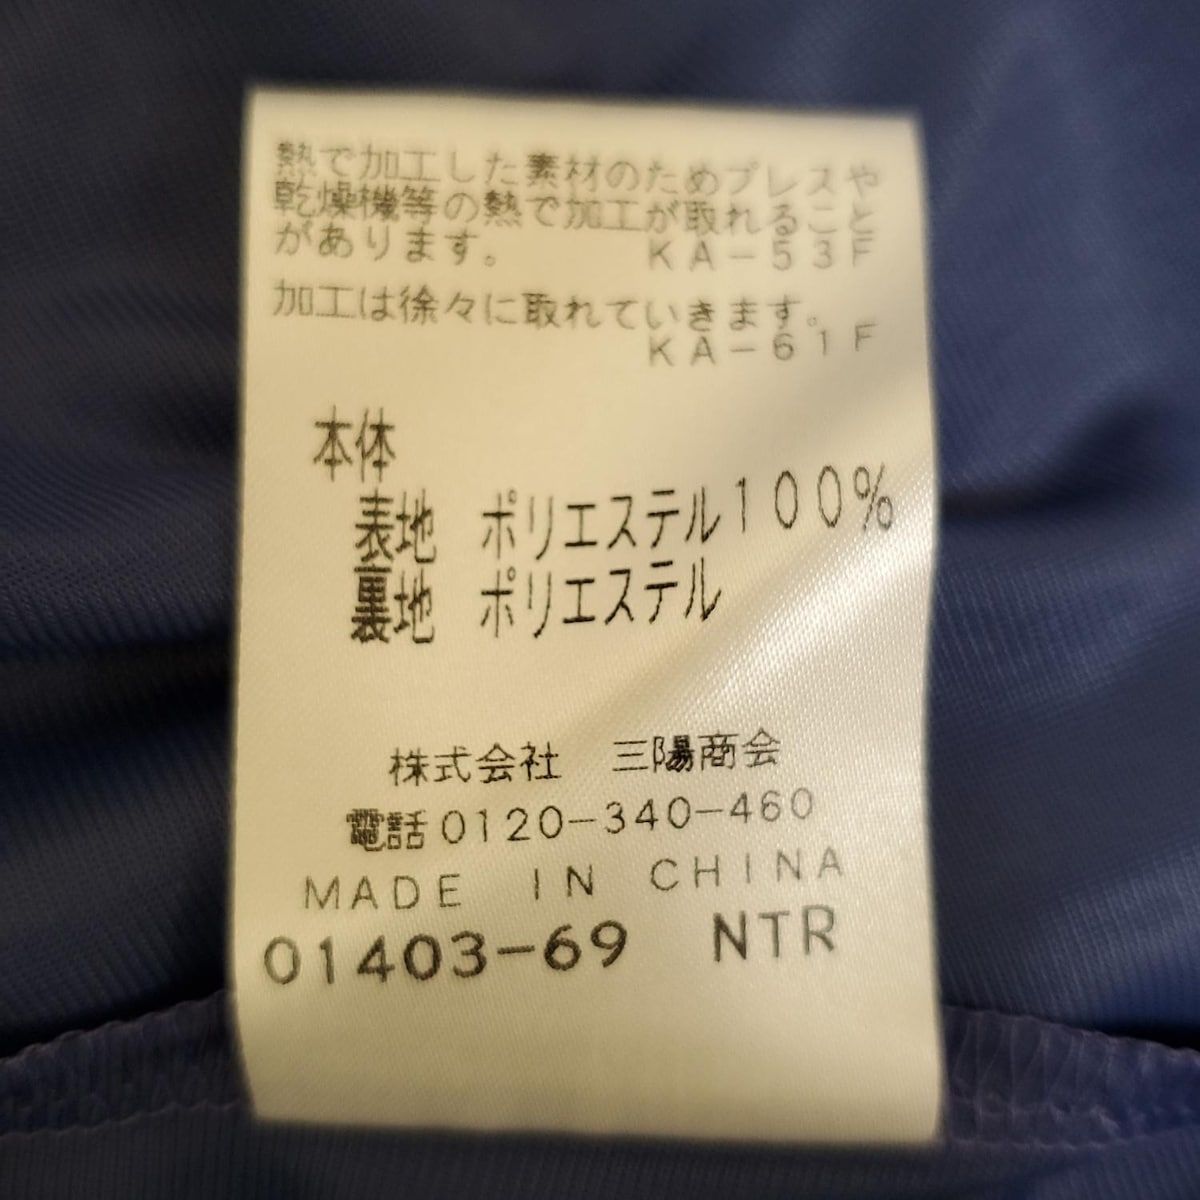 熱で加工した素材のためプレスや
乾燥機等の熱で加工が取れること
があります。 KA-53F
加工は徐々に取れていきます。
KA-61F
本体
表地 ポリエステル100%
裏地 ポリエステル
株式会社 三陽商会
電話0120-340-460
MADE IN CHINA
01403-69 NTR